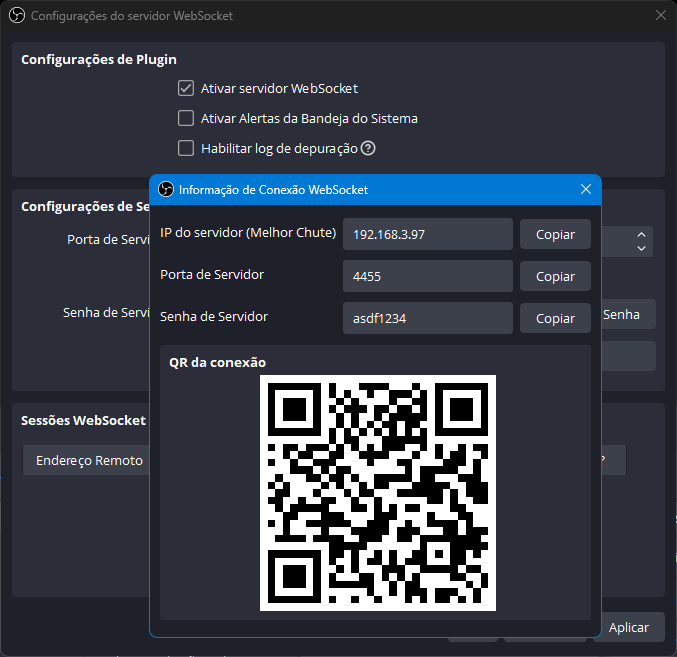 Configurações do servidor WebSocket
Configurações de Plugin
Ativar servidor WebSocket
Ativar Alertas da Bandeja do Sistema
Habilitar log de depuração ?
Informação de Conexão WebSocket
IP do servidor (Melhor Chute) 192.168.3.97 Copiar
Porta de Servidor 4455 Copiar
Senha de Servidor asdf1234 Copiar
QR da conexão
Configurações de Se
Porta de Servi
Senha de Servi
Senha
Sessões WebSocket
Endereço Remoto ?
Aplicar